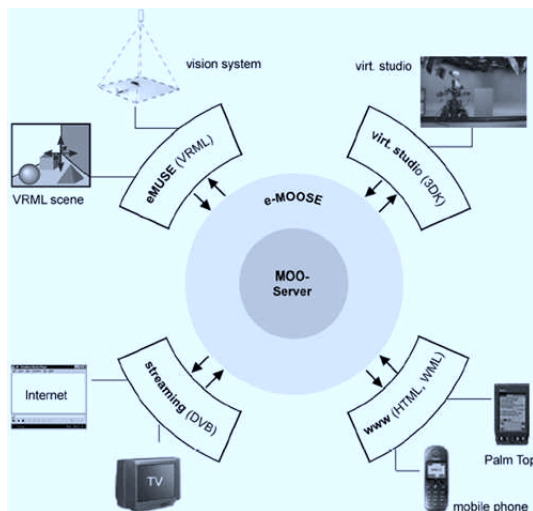 vision system
virt. studio
eMUSE (VRML)
virt. studio (3DK)
VRML scene
e-MOOSE
MOO-
Server
Internet
streaming (DVB)
www (HTML, WML)
TV
Palm Top
mobile phone